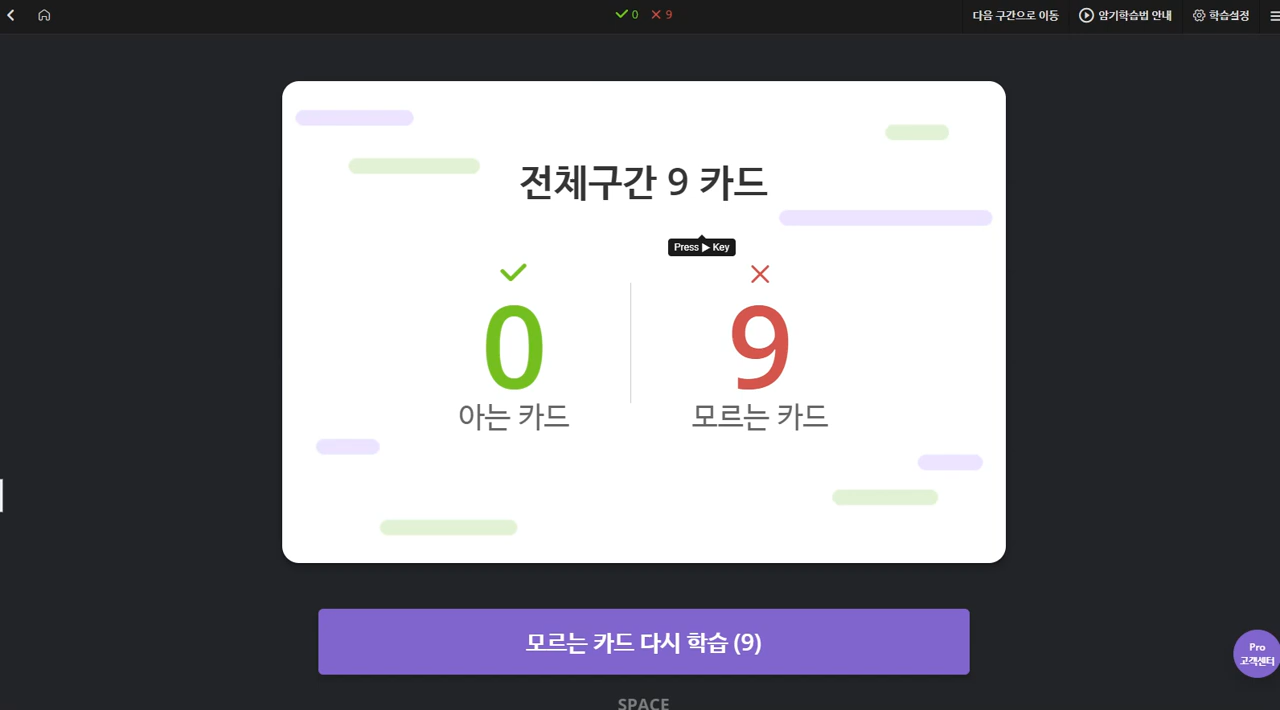 0 9 다음 구간으로 이동 암기학습법 안내 학습설정
전체구간 9 카드
Press ▶ Key
0 9
아는 카드 모르는 카드
모르는 카드 다시 학습 (9)
Pro
고객센터
SPACE